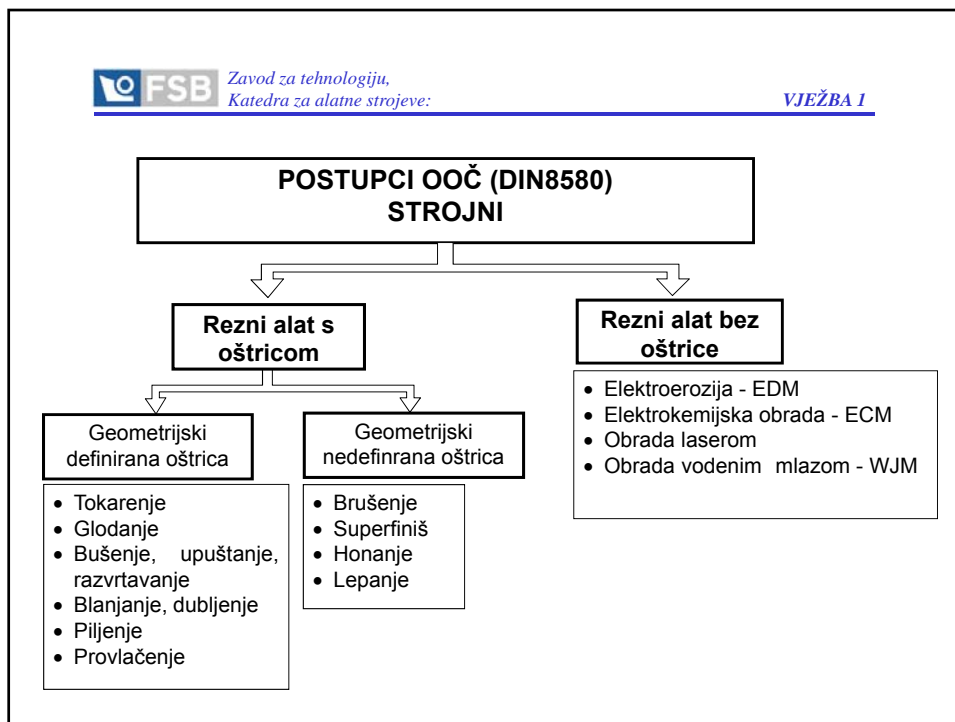 FSB
Zavod za tehnologiju,
Katedra za alatne strojeve:
VJEŽBA 1
POSTUPCI OOČ (DIN8580)
STROJNI
Rezni alat s
oštricom
Rezni alat bez
oštrice
• Elektroerozija - EDM
• Elektrokemijska obrada - ECM
• Obrada laserom
• Obrada vodenim mlazom - WJM
Geometrijski
definirana oštrica
Geometrijski
nedefinrana oštrica
• Tokarenje
• Glodanje
• Bušenje, upuštanje,
razvrtavanje
• Blanjanje, dubljenje
• Piljenje
• Provlačenje
• Brušenje
• Superfiniš
• Honanje
• Lepanje